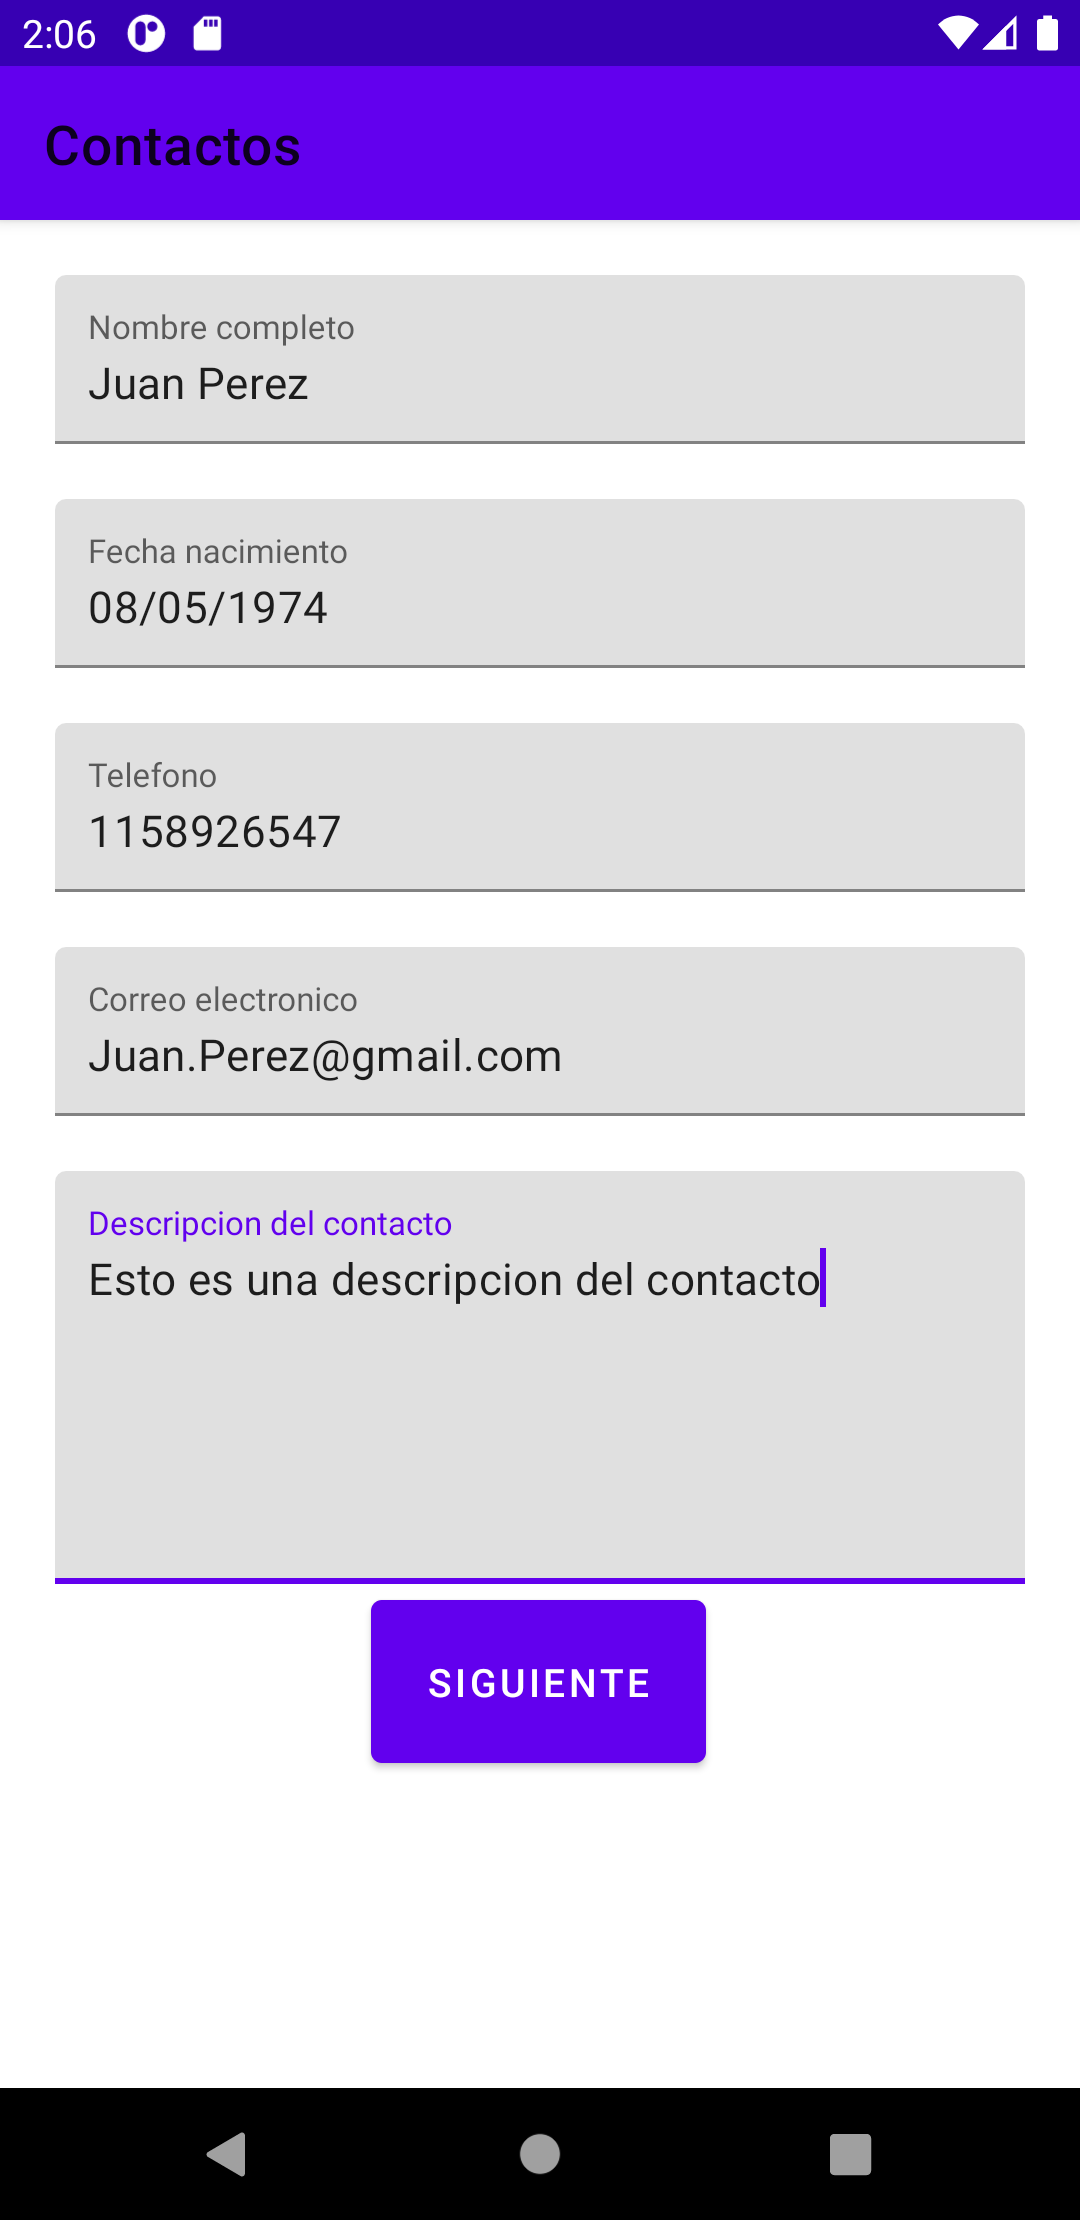 2:06
Contactos
Nombre completo
Juan Perez
Fecha nacimiento
08/05/1974
Telefono
1158926547
Correo electronico
Juan.Perez@gmail.com
Descripcion del contacto
Esto es una descripcion del contacto
SIGUIENTE